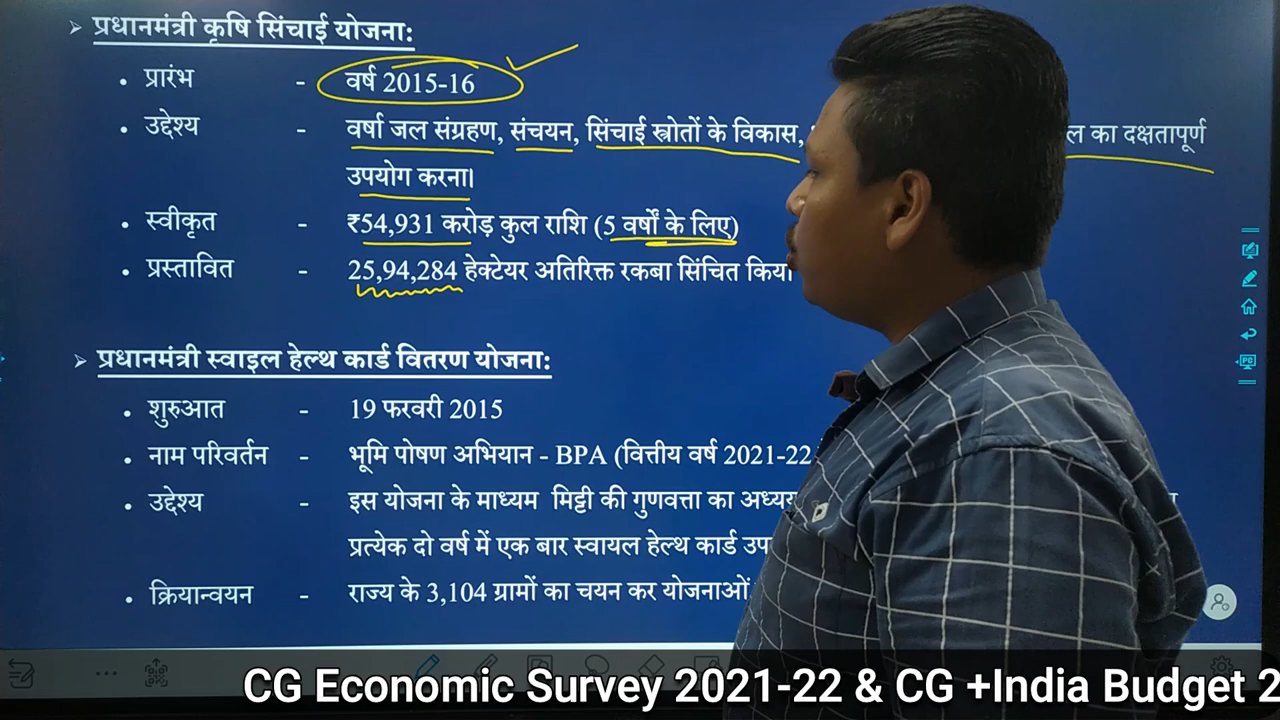 ➢ प्रधानमंत्री कृषि सिंचाई योजना:
• प्रारंभ - वर्ष 2015-16
• उद्देश्य - वर्षा जल संग्रहण, संचयन, सिंचाई स्त्रोतों के विकास, का दक्षतापूर्ण
उपयोग करना।
• स्वीकृत - ₹54,931 करोड़ कुल राशि (5 वर्षों के लिए)
• प्रस्तावित - 25,94,284 हेक्टेयर अतिरिक्त रकबा सिंचित किया
➢ प्रधानमंत्री स्वाइल हेल्थ कार्ड वितरण योजना:
• शुरुआत - 19 फरवरी 2015
• नाम परिवर्तन - भूमि पोषण अभियान - BPA (वित्तीय वर्ष 2021-22
• उद्देश्य - इस योजना के माध्यम मिट्टी की गुणवत्ता का
प्रत्येक दो वर्ष में एक बार स्वायल हेल्थ कार्ड
• क्रियान्वयन - राज्य के 3,104 ग्रामों का चयन कर योजनाओं
CG Economic Survey 2021-22 & CG +India Budget 2